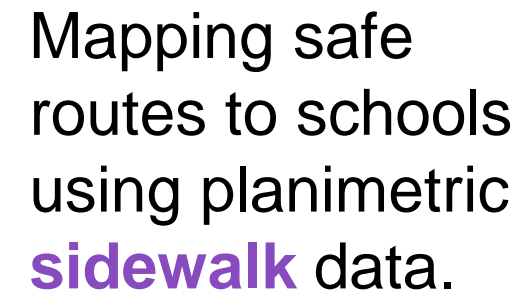 Mapping safe
routes to schools
using planimetric
sidewalk data.